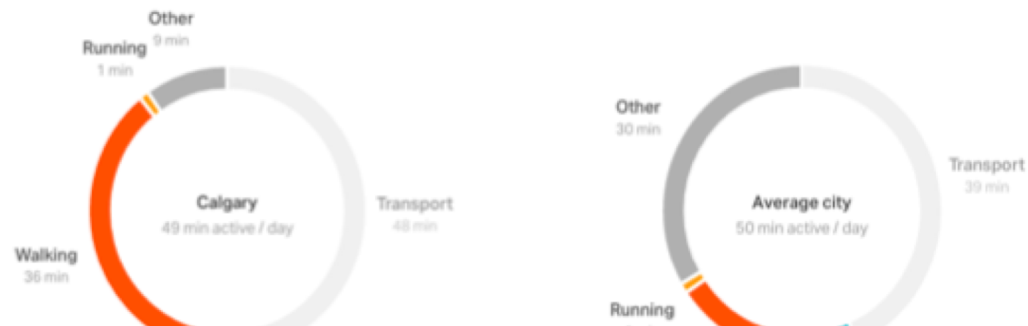 Other
9 min
Running
1 min
Calgary
49 min active / day
Transport
48 min
Walking
36 min
Other
30 min
Transport
39 min
Average city
50 min active / day
Running